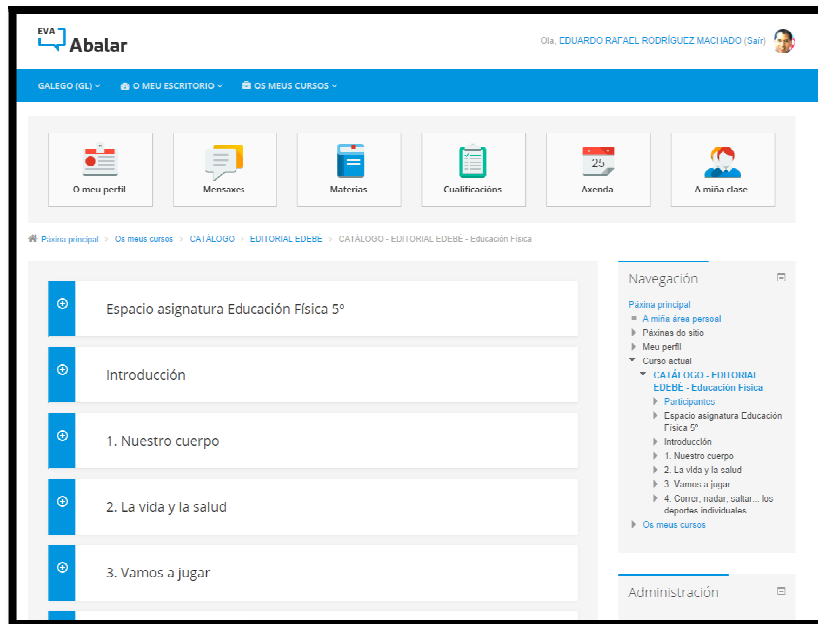 EVA
Abalar
Ola, EDUARDO RAFAEL RODRÍGUEZ MACHADO (Saír)
GALEGO (GL) O MEU ESCRITORIO OS MEUS CURSOS
O meu perfil
Mensaxes
Materias
Cualificacións
25
Axenda
A miña clase
Páxina principal Os meus cursos CATÁLOGO EDITORIAL EDEBÉ CATÁLOGO - EDITORIAL EDEBÉ - Educación Física
Espacio asignatura Educación Física 5º
Introducción
1. Nuestro cuerpo
2. La vida y la salud
3. Vamos a jugar
Navegación
Páxina principal
A miña área persoal
Páxinas do sitio
Meu perfil
Curso actual
CATÁLOGO - EDITORIAL
EDEBÉ - Educación Física
Participantes
Espacio asignatura Educación
Física 5º
Introducción
1. Nuestro cuerpo
2. La vida y la salud
3. Vamos a jugar
4. Correr, nadar, saltar... los
deportes individuales
Os meus cursos
Administración